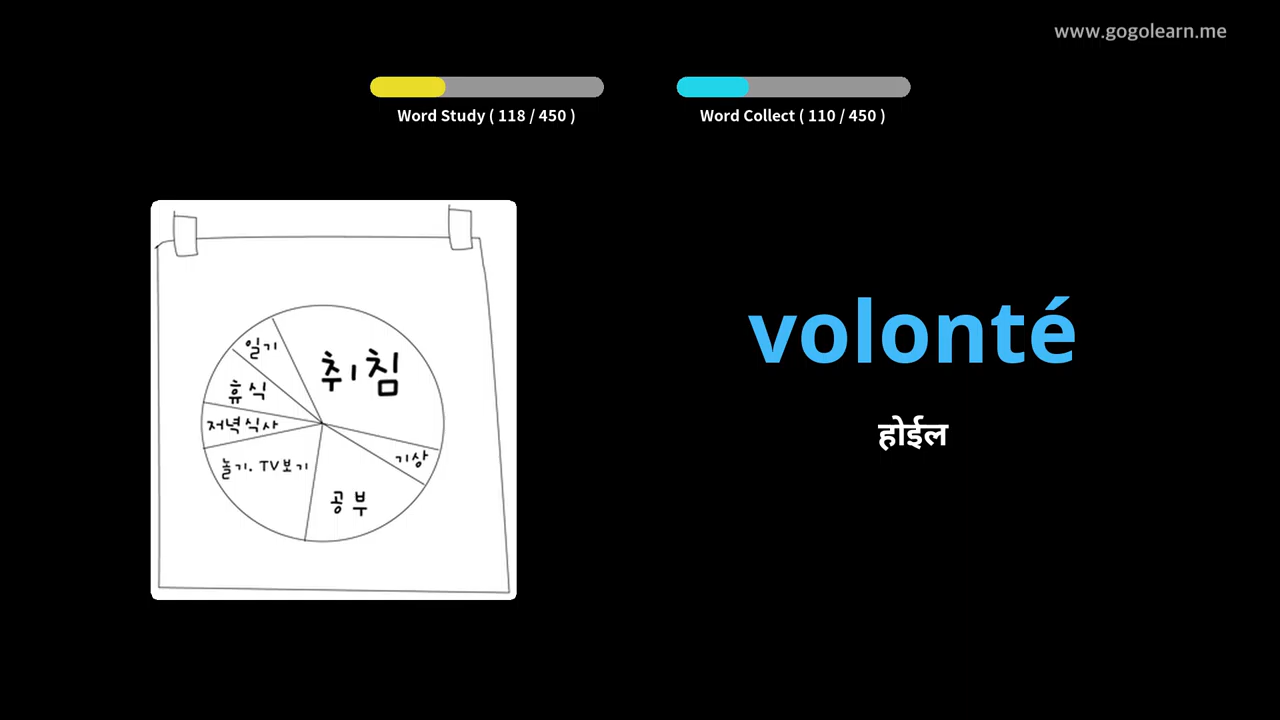 www.gogolearn.me
Word Study ( 118 / 450 )
Word Collect ( 110 / 450 )
일기
취침
휴식
저녁식사
기상
놀기. TV보기
공부
volonté
होईल